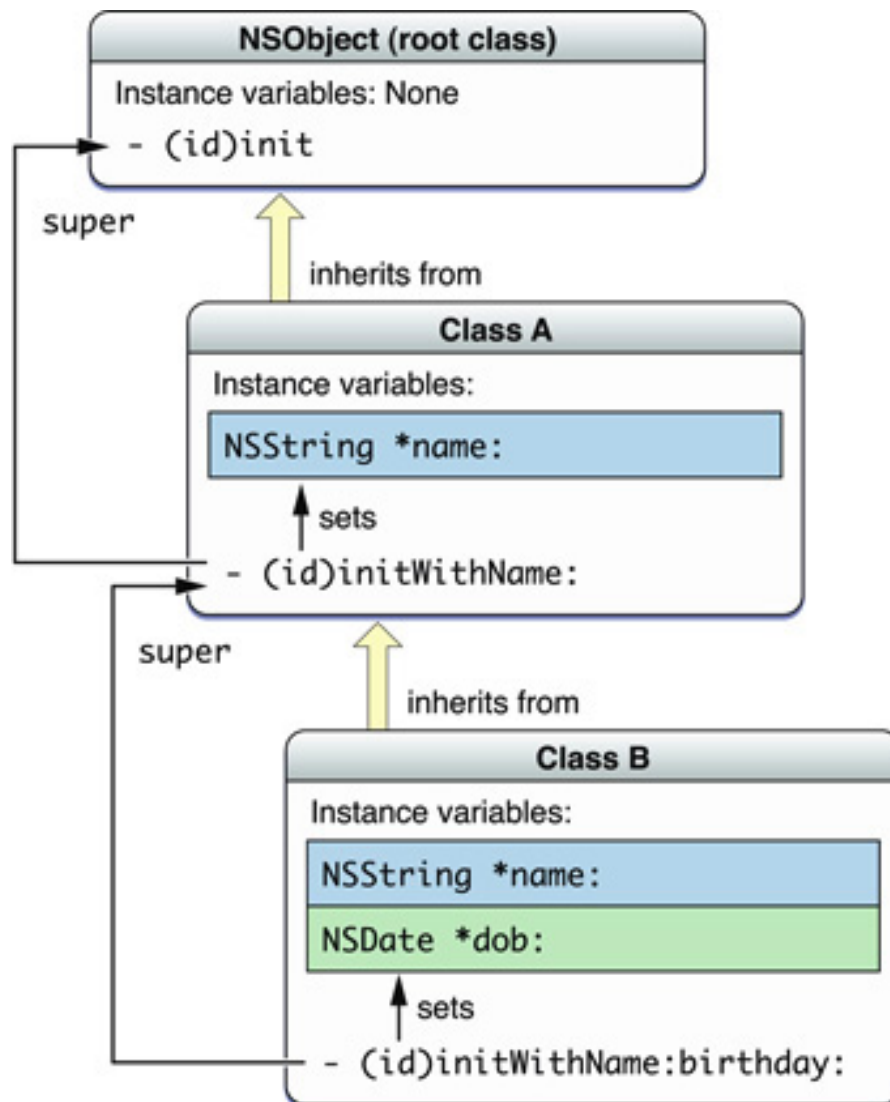 NSObject (root class)
Instance variables: None
- (id)init
super
inherits from
Class A
Instance variables:
NSString *name:
sets
- (id)initWithName:
super
inherits from
Class B
Instance variables:
NSString *name:
NSDate *dob:
sets
- (id)initWithName:birthday: